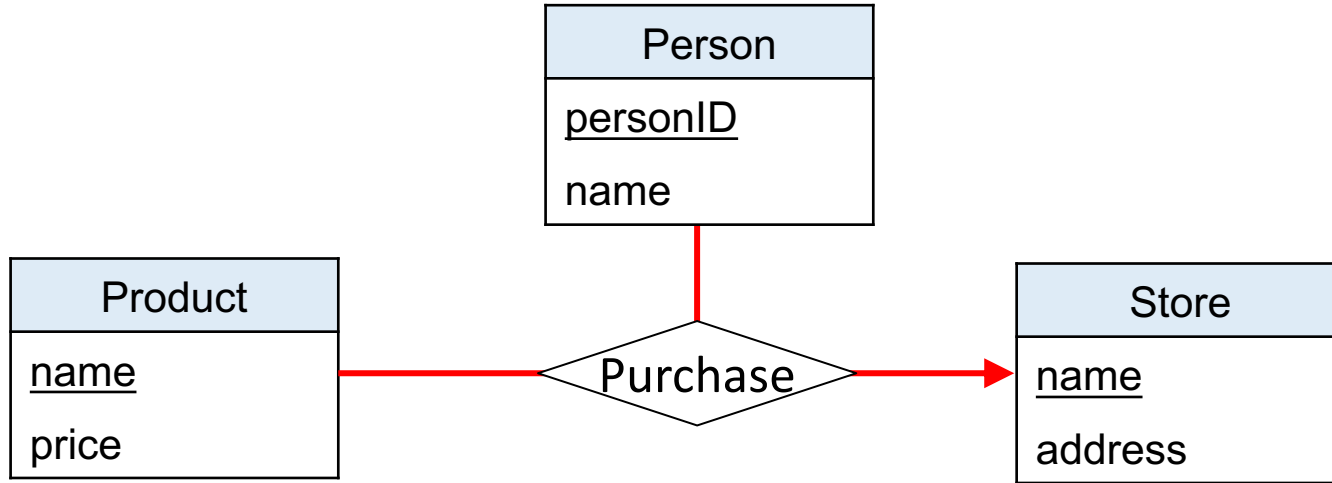 Person
personID
name
Product
name
price
Purchase
Store
name
address